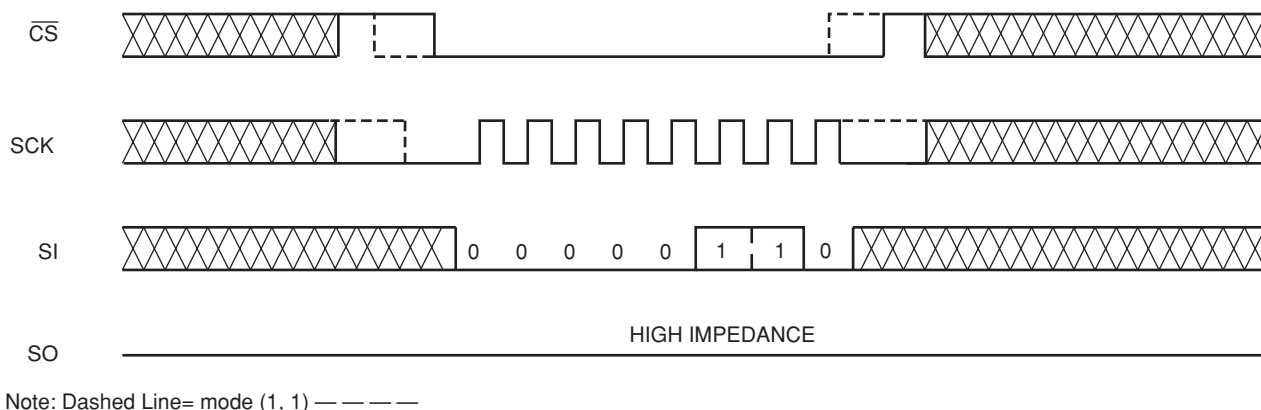 CS
SCK
SI 0 0 0 0 0 1 1 0
HIGH IMPEDANCE
SO
Note: Dashed Line= mode (1, 1) — — — —